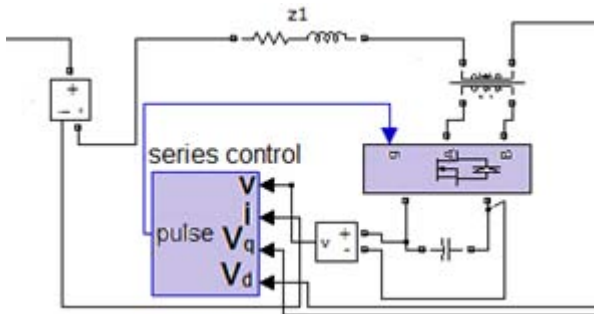 z1
+
-
g
A
B
series control
pulse
v
i
Vq
Vd
v
+
-